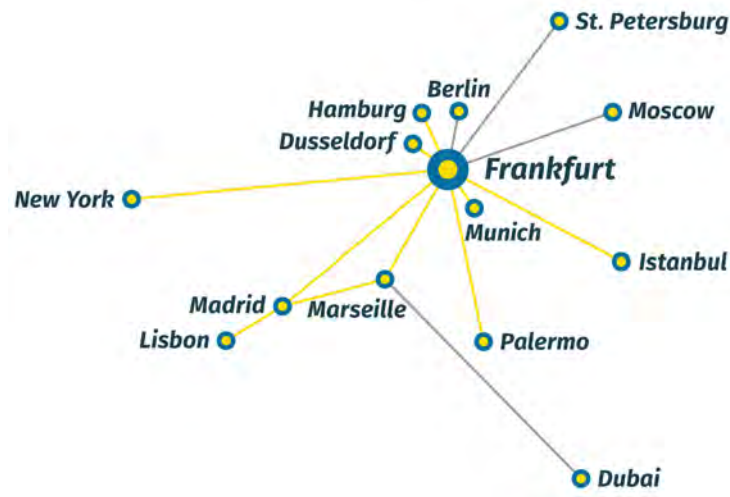 St. Petersburg
Berlin
Hamburg
Moscow
Dusseldorf
Frankfurt
New York
Munich
Istanbul
Madrid
Marseille
Lisbon
Palermo
Dubai